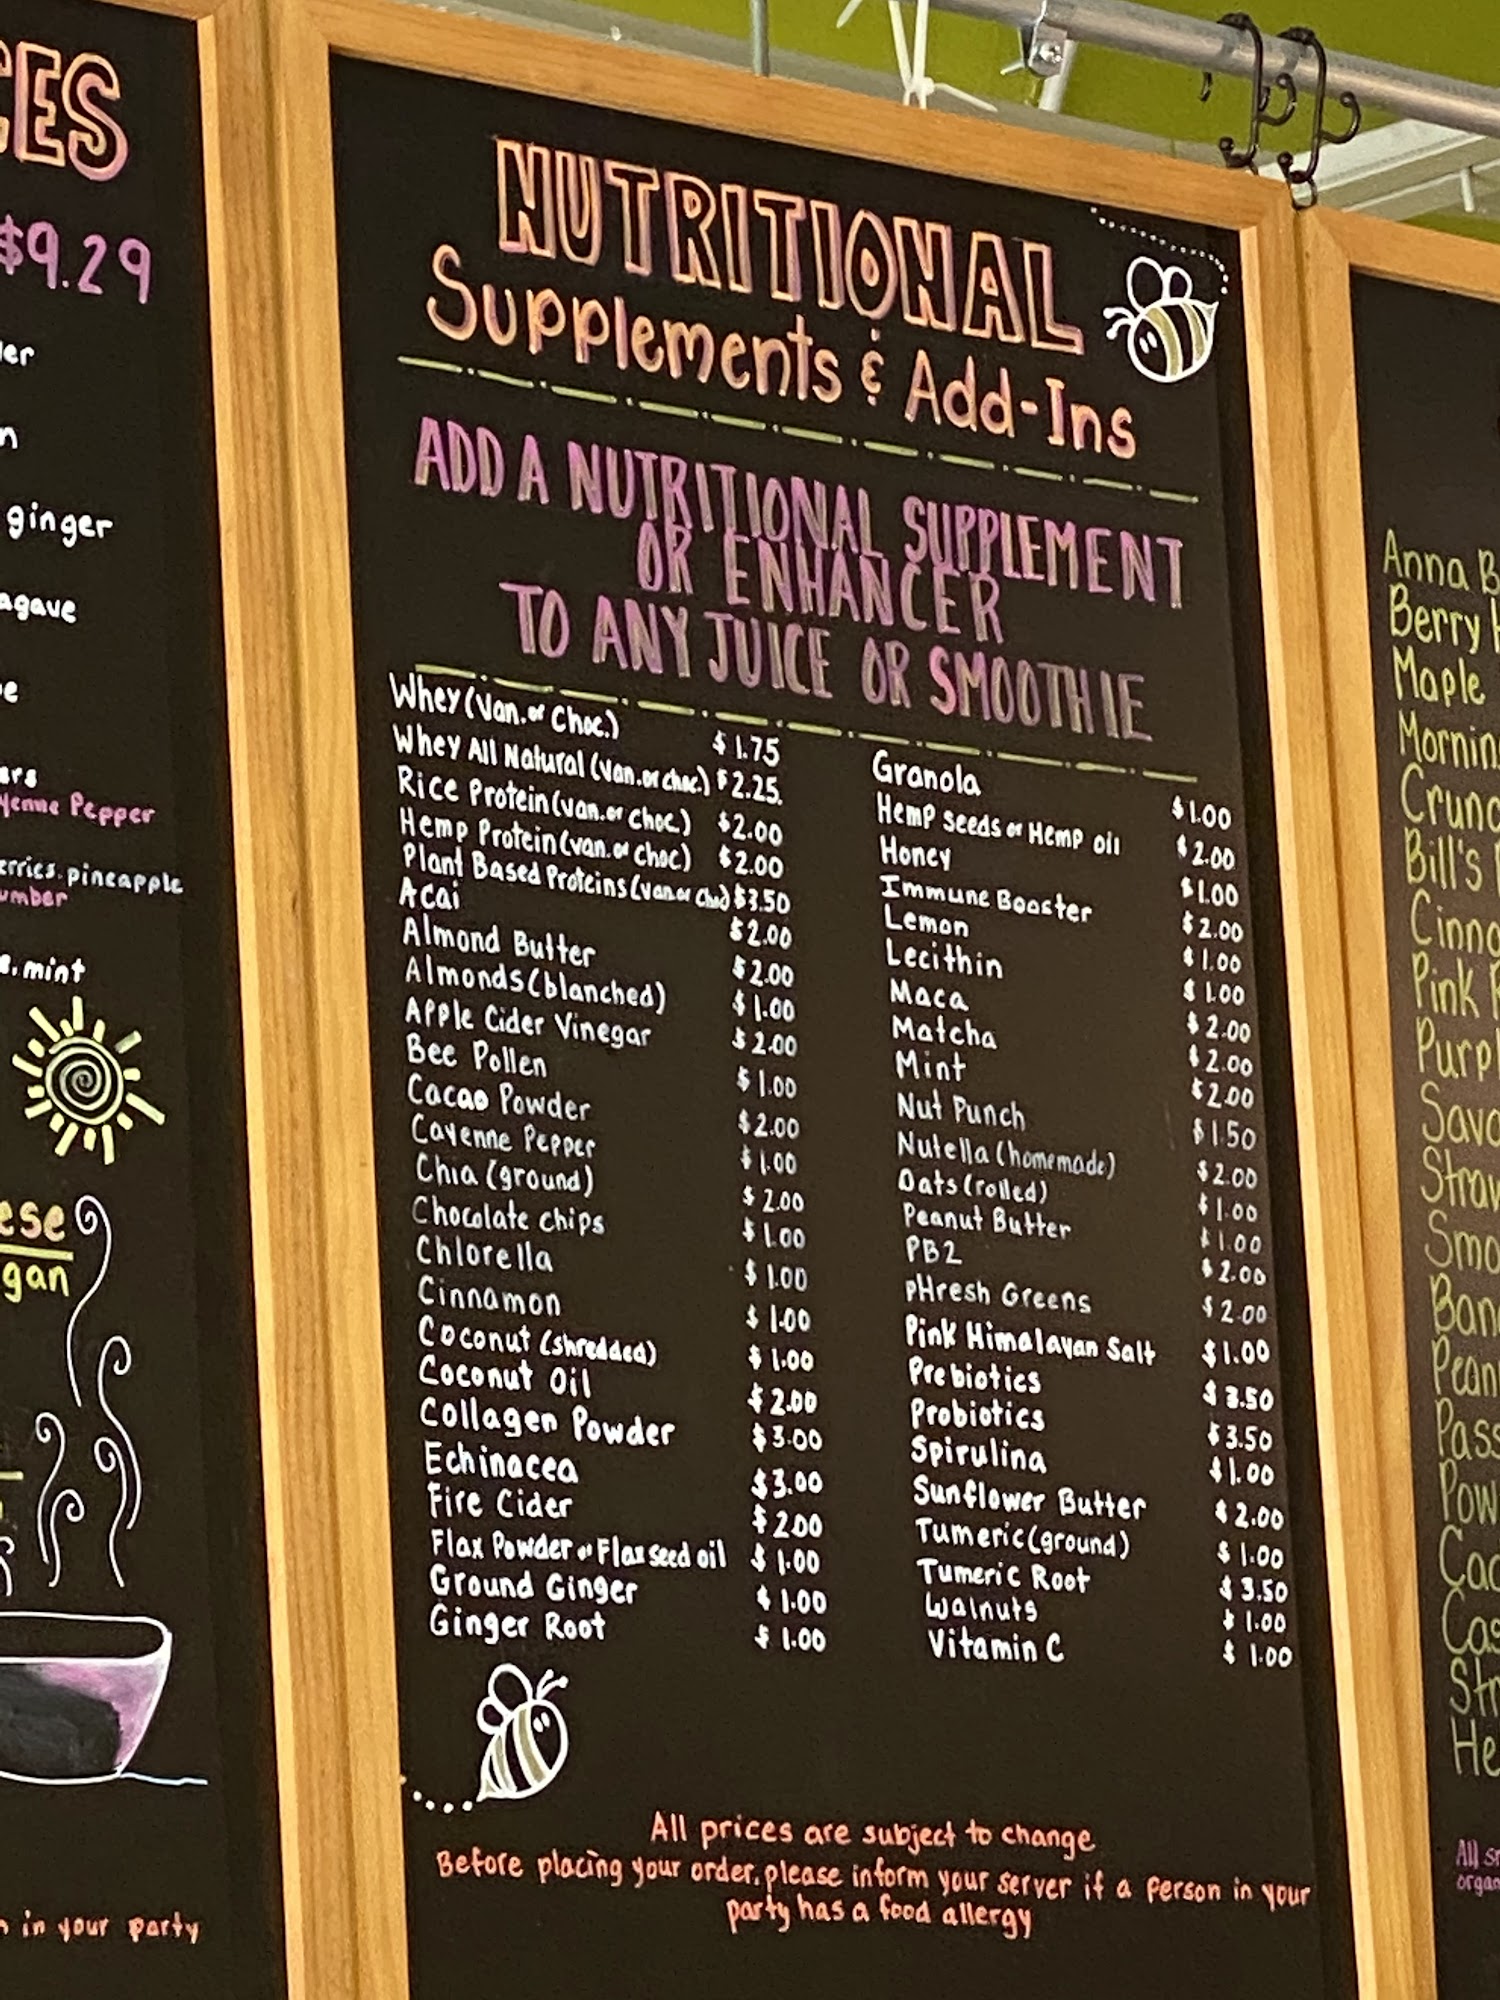 $9.29
ginger
agave
Pepper
pineapple
mint
in your party
NUTRITIONAL
Supplements & Add-Ins
ADD A NUTRITIONAL SUPPLEMENT
OR ENHANCER
TO ANY JUICE OR SMOOTHIE
Whey (Van. or Choc.) $1.75
Whey All Natural (Van. or choc.) $2.25
Rice Protein (van. or choc.) $2.00
Hemp Protein (van. or choc) $2.00
Plant Based Proteins (van or choc) $3.50
Acai $2.00
Almond Butter $2.00
Almonds (blanched) $1.00
Apple Cider Vinegar $2.00
Bee Pollen $1.00
Cacao Powder $2.00
Cayenne Pepper $1.00
Chia (ground) $2.00
Chocolate chips $1.00
Chlorella $1.00
Cinnamon $1.00
Coconut (shredded) $1.00
Coconut Oil $2.00
Collagen Powder $3.00
Echinacea $3.00
Fire Cider $2.00
Flax Powder or Flax seed oil $1.00
Ground Ginger $1.00
Ginger Root $1.00
Granola $1.00
Hemp seeds or Hemp oil $2.00
Honey $1.00
Immune Booster $2.00
Lemon $1.00
Lecithin $1.00
Maca $2.00
Matcha $2.00
Mint $2.00
Nut Punch $1.50
Nutella (homemade) $2.00
Oats (rolled) $1.00
Peanut Butter $1.00
PB2 $2.00
pHresh Greens $2.00
Pink Himalayan Salt $1.00
Prebiotics $3.50
Probiotics $3.50
Spirulina $1.00
Sunflower Butter $2.00
Tumeric (ground) $1.00
Tumeric Root $3.50
Walnuts $1.00
Vitamin C $1.00
All prices are subject to change
Before placing your order, please inform your server if a person in your
party has a food allergy
Anna
Berry
Maple
Bill's
Pink